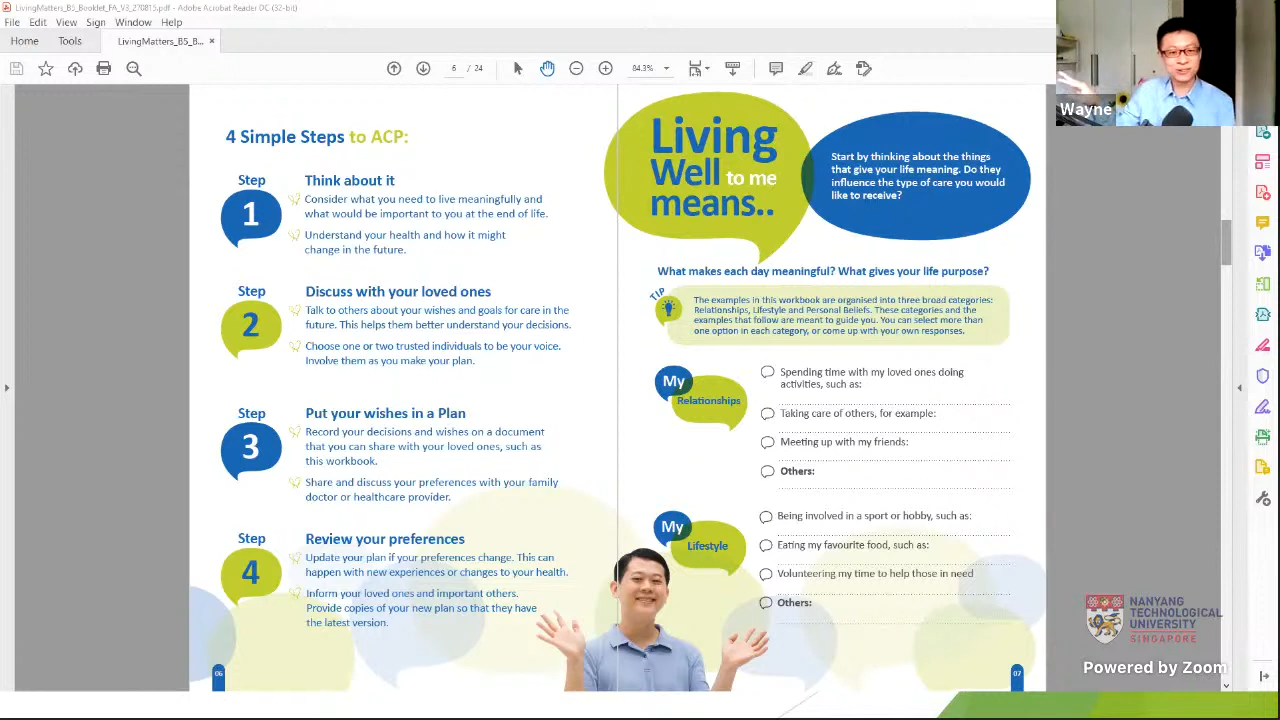 LivingMatters_B5_Booklet_FA_V3_270815.pdf - Adobe Acrobat Reader DC (32-bit)
File Edit View Sign Window Help
Home Tools LivingMatters_B5_B... ×
6 / 24 84.3%
Wayne
4 Simple Steps to ACP:
Step
1
Think about it
Consider what you need to live meaningfully and
what would be important to you at the end of life.
Understand your health and how it might
change in the future.
Step
2
Discuss with your loved ones
Talk to others about your wishes and goals for care in the
future. This helps them better understand your decisions.
Choose one or two trusted individuals to be your voice.
Involve them as you make your plan.
Step
3
Put your wishes in a Plan
Record your decisions and wishes on a document
that you can share with your loved ones, such as
this workbook.
Share and discuss your preferences with your family
doctor or healthcare provider.
Step
4
Review your preferences
Update your plan if your preferences change. This can
happen with new experiences or changes to your health.
Inform your loved ones and important others.
Provide copies of your new plan so that they have
the latest version.
06
Living
Well to me
means..
Start by thinking about the things
that give your life meaning. Do they
influence the type of care you would
like to receive?
What makes each day meaningful? What gives your life purpose?
TIP
The examples in this workbook are organised into three broad categories:
Relationships, Lifestyle and Personal Beliefs. These categories and the
examples that follow are meant to guide you. You can select more than
one option in each category, or come up with your own responses.
My
Relationships
Spending time with my loved ones doing
activities, such as:
Taking care of others, for example:
Meeting up with my friends:
Others:
My
Lifestyle
Being involved in a sport or hobby, such as:
Eating my favourite food, such as:
Volunteering my time to help those in need
Others:
07
NANYANG
TECHNOLOGICAL
UNIVERSITY
SINGAPORE
Powered by Zoom